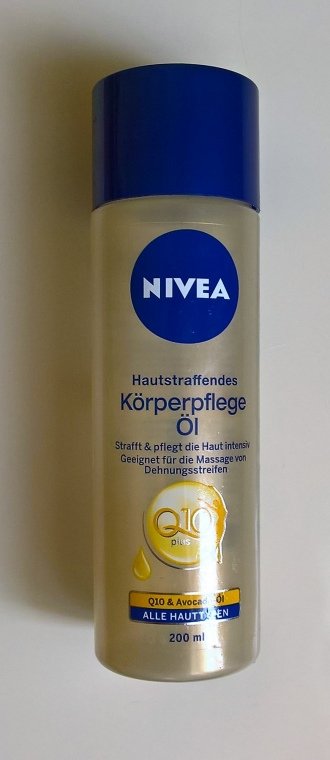 NIVEA
Hautstraffendes
Körperpflege
Öl
Strafft & pflegt die Haut intensiv
Geeignet für die Massage von
Dehnungsstreifen
Q10
plus
Q10 & Avocado Öl
ALLE HAUTTYPEN
200 ml